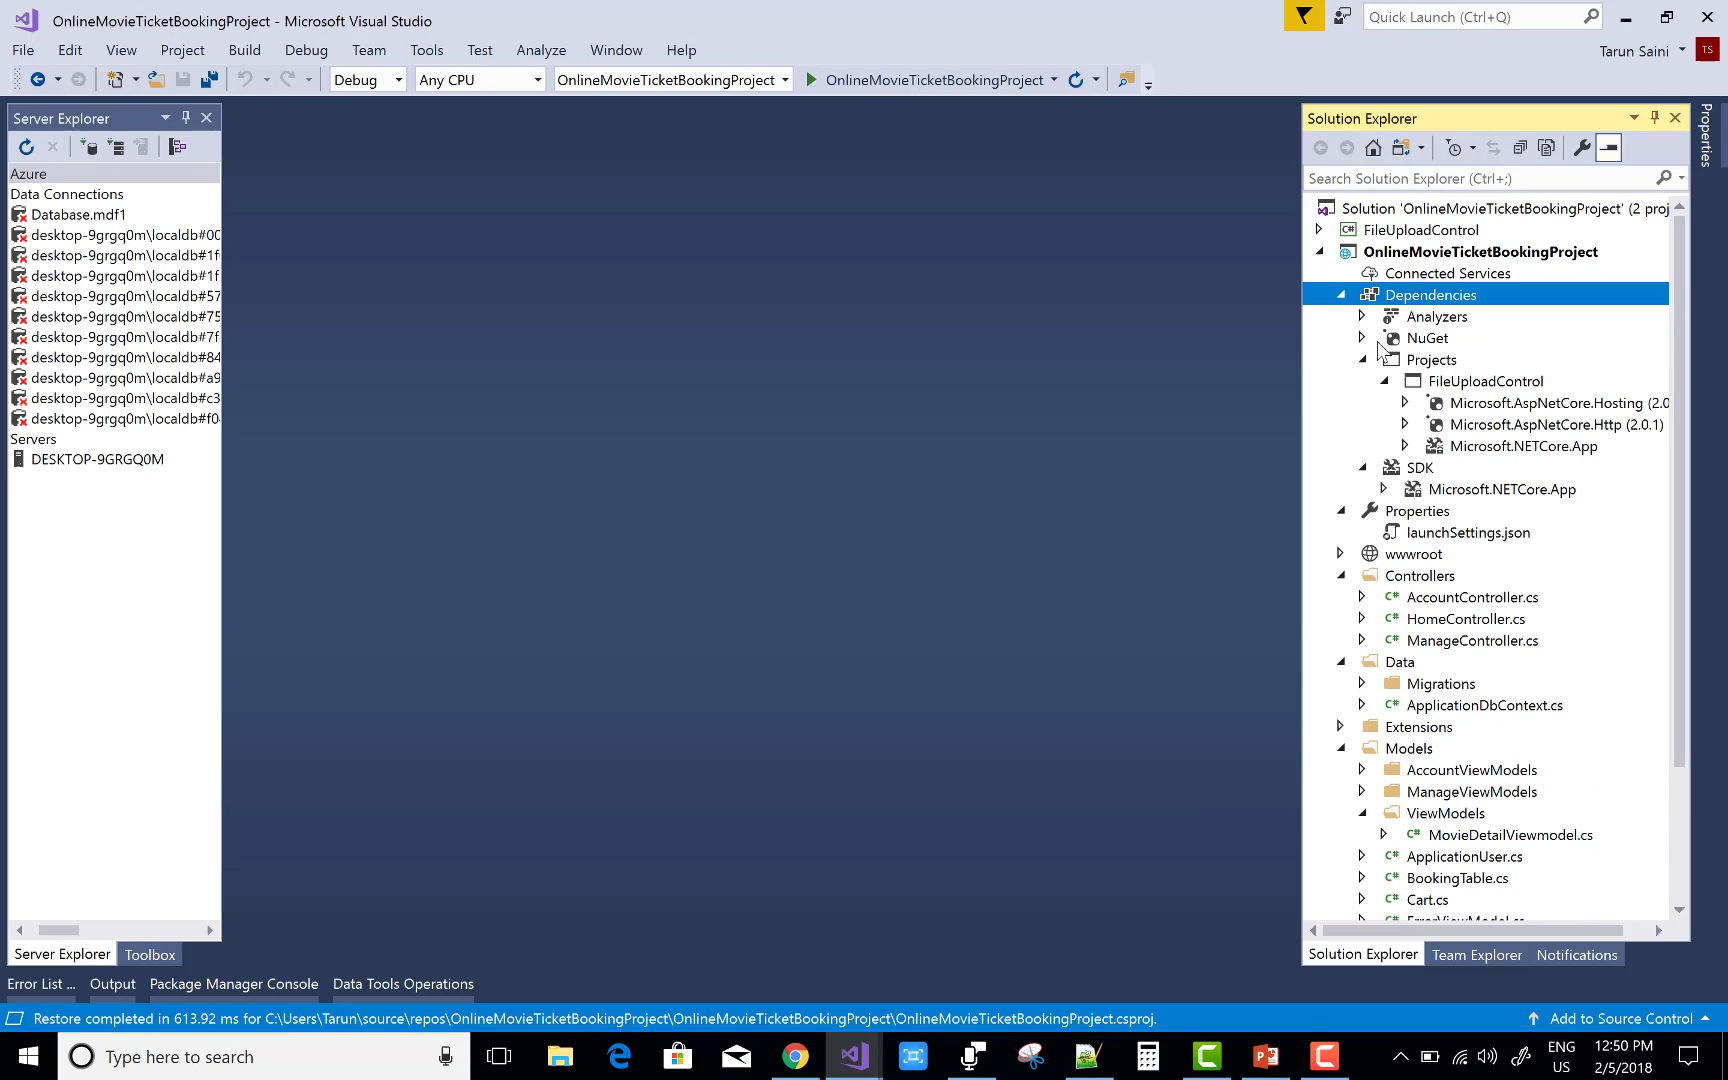 OnlineMovieTicketBookingProject - Microsoft Visual Studio
Quick Launch (Ctrl+Q)
File Edit View Project Build Debug Team Tools Test Analyze Window Help
Tarun Saini TS
Debug Any CPU OnlineMovieTicketBookingProject OnlineMovieTicketBookingProject
Server Explorer
Azure
Data Connections
Database.mdf1
desktop-9grgq0m\localdb#00
desktop-9grgq0m\localdb#1f
desktop-9grgq0m\localdb#1f
desktop-9grgq0m\localdb#57
desktop-9grgq0m\localdb#75
desktop-9grgq0m\localdb#7f
desktop-9grgq0m\localdb#84
desktop-9grgq0m\localdb#a9
desktop-9grgq0m\localdb#c3
desktop-9grgq0m\localdb#f0
Servers
DESKTOP-9GRGQ0M
Server Explorer Toolbox
Solution Explorer
Search Solution Explorer (Ctrl+;)
Solution 'OnlineMovieTicketBookingProject' (2 proj
C# FileUploadControl
OnlineMovieTicketBookingProject
Connected Services
Dependencies
Analyzers
NuGet
Projects
FileUploadControl
Microsoft.AspNetCore.Hosting (2.0
Microsoft.AspNetCore.Http (2.0.1)
Microsoft.NETCore.App
SDK
Microsoft.NETCore.App
Properties
launchSettings.json
wwwroot
Controllers
C# AccountController.cs
C# HomeController.cs
C# ManageController.cs
Data
Migrations
C# ApplicationDbContext.cs
Extensions
Models
AccountViewModels
ManageViewModels
ViewModels
C# MovieDetailViewmodel.cs
C# ApplicationUser.cs
C# BookingTable.cs
C# Cart.cs
C# ErrorViewModel.cs
Solution Explorer Team Explorer Notifications
Properties
Error List ... Output Package Manager Console Data Tools Operations
Restore completed in 613.92 ms for C:\Users\Tarun\source\repos\OnlineMovieTicketBookingProject\OnlineMovieTicketBookingProject\OnlineMovieTicketBookingProject.csproj.
Add to Source Control
Type here to search
ENG
US
12:50 PM
2/5/2018